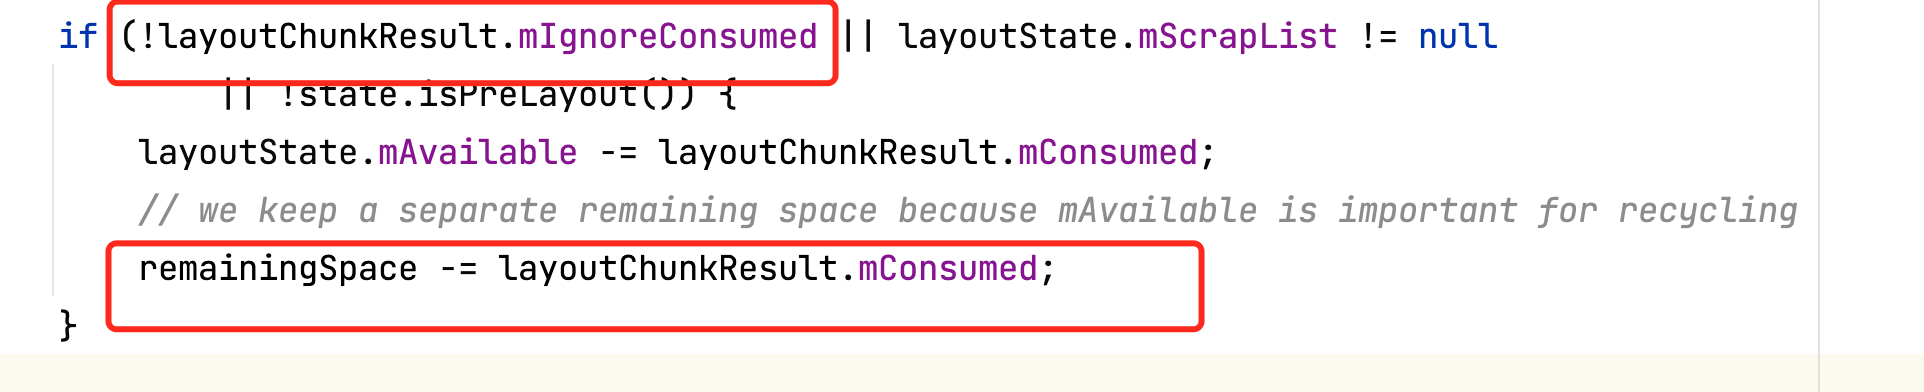 if (!layoutChunkResult.mIgnoreConsumed || layoutState.mScrapList != null
|| !state.isPreLayout()) {
layoutState.mAvailable -= layoutChunkResult.mConsumed;
// we keep a separate remaining space because mAvailable is important for recycling
remainingSpace -= layoutChunkResult.mConsumed;
}